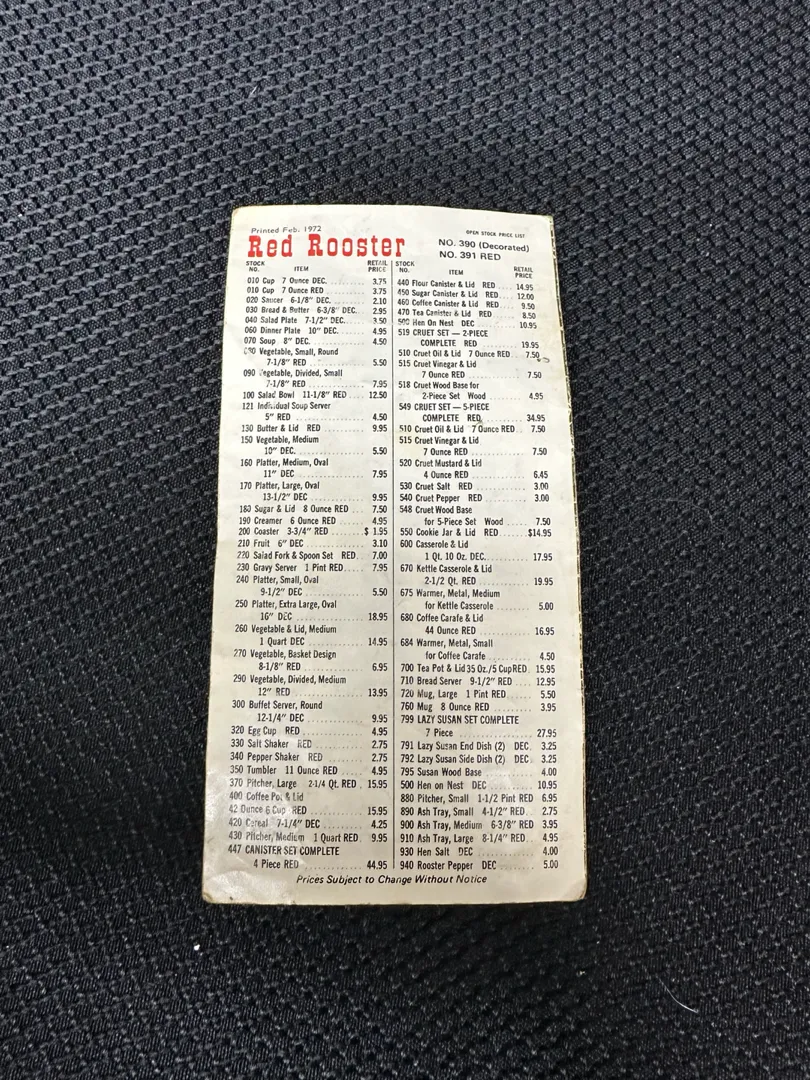 Printed Feb. 1972
Red Rooster
OPEN STOCK PRICE LIST
NO. 390 (Decorated)
NO. 391 RED
STOCK NO. ITEM RETAIL PRICE
010 Cup 7 Ounce DEC. 3.75
010 Cup 7 Ounce RED 3.75
020 Saucer 6-1/8" DEC. 2.10
030 Bread & Butter 6-3/8" DEC. 2.95
040 Salad Plate 7-1/2" DEC. 3.50
060 Dinner Plate 10" DEC. 4.95
070 Soup 8" DEC. 4.50
080 Vegetable, Small, Round
7-1/8" RED 5.50
090 Vegetable, Divided, Small
7-1/8" RED 7.95
100 Salad Bowl 11-1/8" RED 12.50
121 Individual Soup Server
5" RED 4.50
130 Butter & Lid RED 9.95
150 Vegetable, Medium
10" DEC. 5.50
160 Platter, Medium, Oval
11" DEC 7.95
170 Platter, Large, Oval
13-1/2" DEC 9.95
180 Sugar & Lid 8 Ounce RED 7.50
190 Creamer 6 Ounce RED 4.95
200 Coaster 3-3/4" RED $ 1.95
210 Fruit 6" DEC 3.10
220 Salad Fork & Spoon Set RED 7.00
230 Gravy Server 1 Pint RED 7.95
240 Platter, Small, Oval
9-1/2" DEC 5.50
250 Platter, Extra Large, Oval
16" DEC 18.95
260 Vegetable & Lid, Medium
1 Quart DEC 14.95
270 Vegetable, Basket Design
8-1/8" RED 6.95
290 Vegetable, Divided, Medium
12" RED 13.95
300 Buffet Server, Round
12-1/4" DEC 9.95
320 Egg Cup RED 4.95
330 Salt Shaker RED 2.75
340 Pepper Shaker RED 2.75
350 Tumbler 11 Ounce RED 4.95
370 Pitcher, Large 2-1/4 Qt. RED 15.95
400 Coffee Pot & Lid
42 Ounce 6 Cup RED 15.95
420 Cereal 7-1/4" DEC 4.25
430 Pitcher, Medium 1 Quart RED 9.95
447 CANISTER SET COMPLETE
4 Piece RED 44.95
STOCK NO. ITEM RETAIL PRICE
440 Flour Canister & Lid RED 14.95
450 Sugar Canister & Lid RED 12.00
460 Coffee Canister & Lid RED 9.50
470 Tea Canister & Lid RED 8.50
500 Hen On Nest DEC 10.95
519 CRUET SET — 2-PIECE
COMPLETE RED 19.95
510 Cruet Oil & Lid 7 Ounce RED 7.50
515 Cruet Vinegar & Lid
7 Ounce RED 7.50
518 Cruet Wood Base for
2-Piece Set Wood 4.95
549 CRUET SET — 5-PIECE
COMPLETE RED 34.95
510 Cruet Oil & Lid 7 Ounce RED 7.50
515 Cruet Vinegar & Lid
7 Ounce RED 7.50
520 Cruet Mustard & Lid
4 Ounce RED 6.45
530 Cruet Salt RED 3.00
540 Cruet Pepper RED 3.00
548 Cruet Wood Base
for 5-Piece Set Wood 7.50
550 Cookie Jar & Lid RED $14.95
600 Casserole & Lid
1 Qt. 10 Oz. DEC. 17.95
670 Kettle Casserole & Lid
2-1/2 Qt. RED 19.95
675 Warmer, Metal, Medium
for Kettle Casserole 5.00
680 Coffee Carafe & Lid
44 Ounce RED 16.95
684 Warmer, Metal, Small
for Coffee Carafe 4.50
700 Tea Pot & Lid 35 Oz./5 Cup RED 15.95
710 Bread Server 9-1/2" RED 12.95
720 Mug, Large 1 Pint RED 5.50
760 Mug 8 Ounce RED 3.95
799 LAZY SUSAN SET COMPLETE
7 Piece 27.95
791 Lazy Susan End Dish (2) DEC 3.25
792 Lazy Susan Side Dish (2) DEC 3.25
795 Susan Wood Base 4.00
500 Hen on Nest DEC 10.95
880 Pitcher, Small 1-1/2 Pint RED 6.95
890 Ash Tray, Small 4-1/2" RED 2.75
900 Ash Tray, Medium 6-3/8" RED 3.95
910 Ash Tray, Large 8-1/4" RED 4.95
930 Hen Salt DEC 4.00
940 Rooster Pepper DEC 5.00
Prices Subject to Change Without Notice